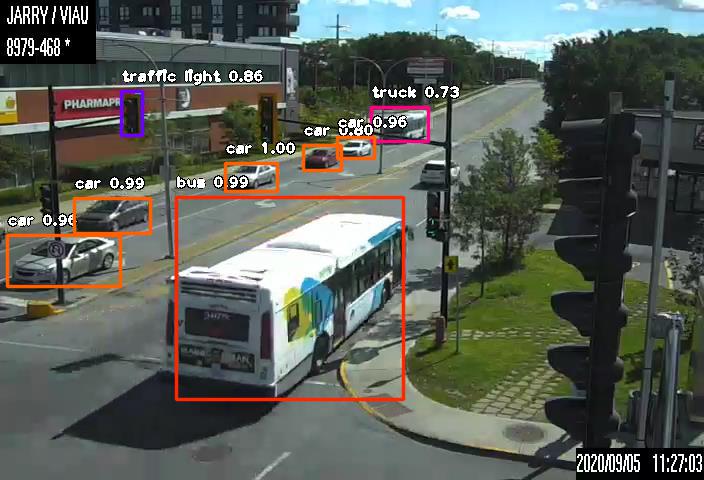 JARRY / VIAU
8979-468 *
traffic light 0.86
truck 0.73
PHARMAPR
car 0.80
car 0.96
car 1.00
bus 0.99
car 0.99
car 0.96
2020/09/05 11:27:03